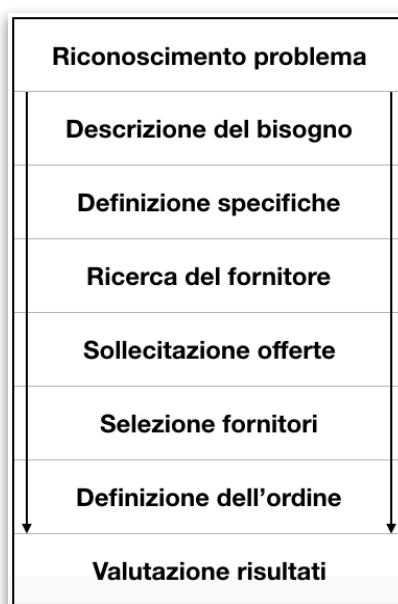 Riconoscimento problema
Descrizione del bisogno
Definizione specifiche
Ricerca del fornitore
Sollecitazione offerte
Selezione fornitori
Definizione dell’ordine
Valutazione risultati